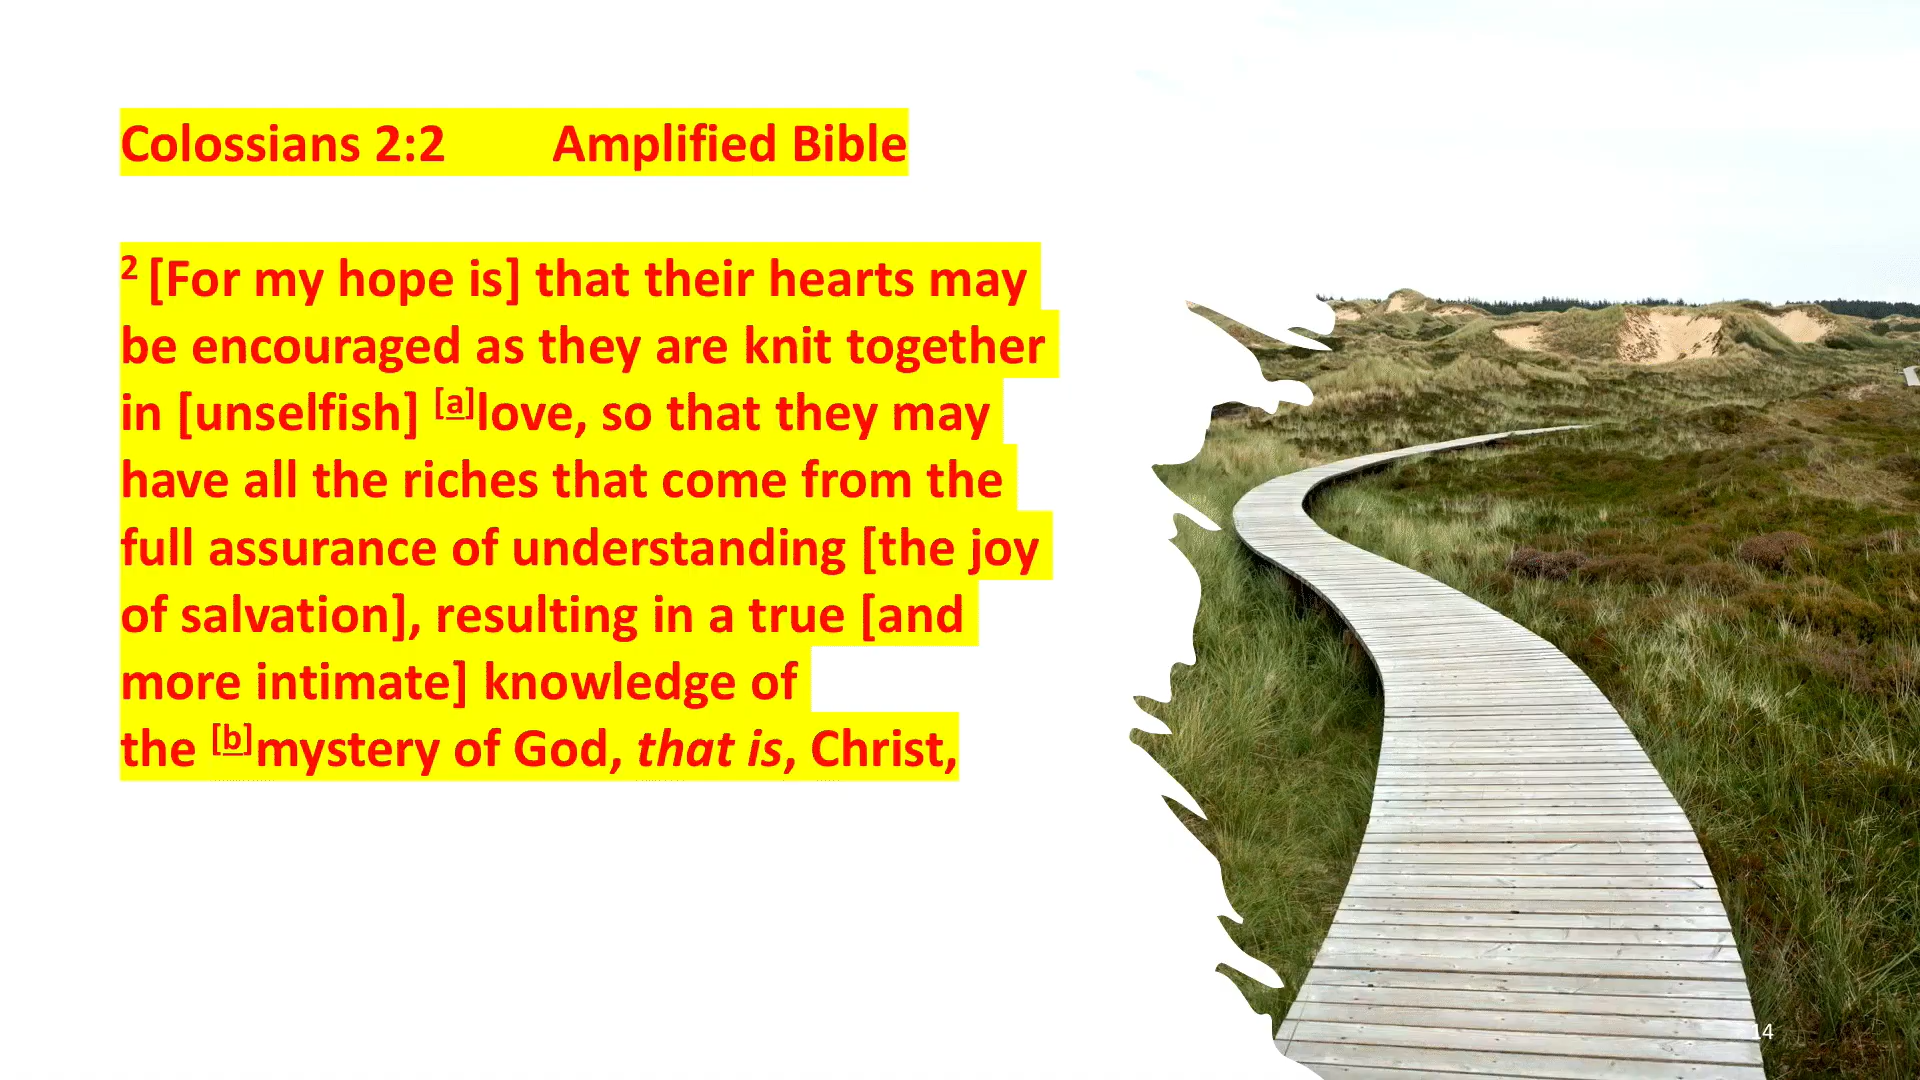 Colossians 2:2 Amplified Bible
2 [For my hope is] that their hearts may
be encouraged as they are knit together
in [unselfish] [a]love, so that they may
have all the riches that come from the
full assurance of understanding [the joy
of salvation], resulting in a true [and
more intimate] knowledge of
the [b]mystery of God, that is, Christ,
14